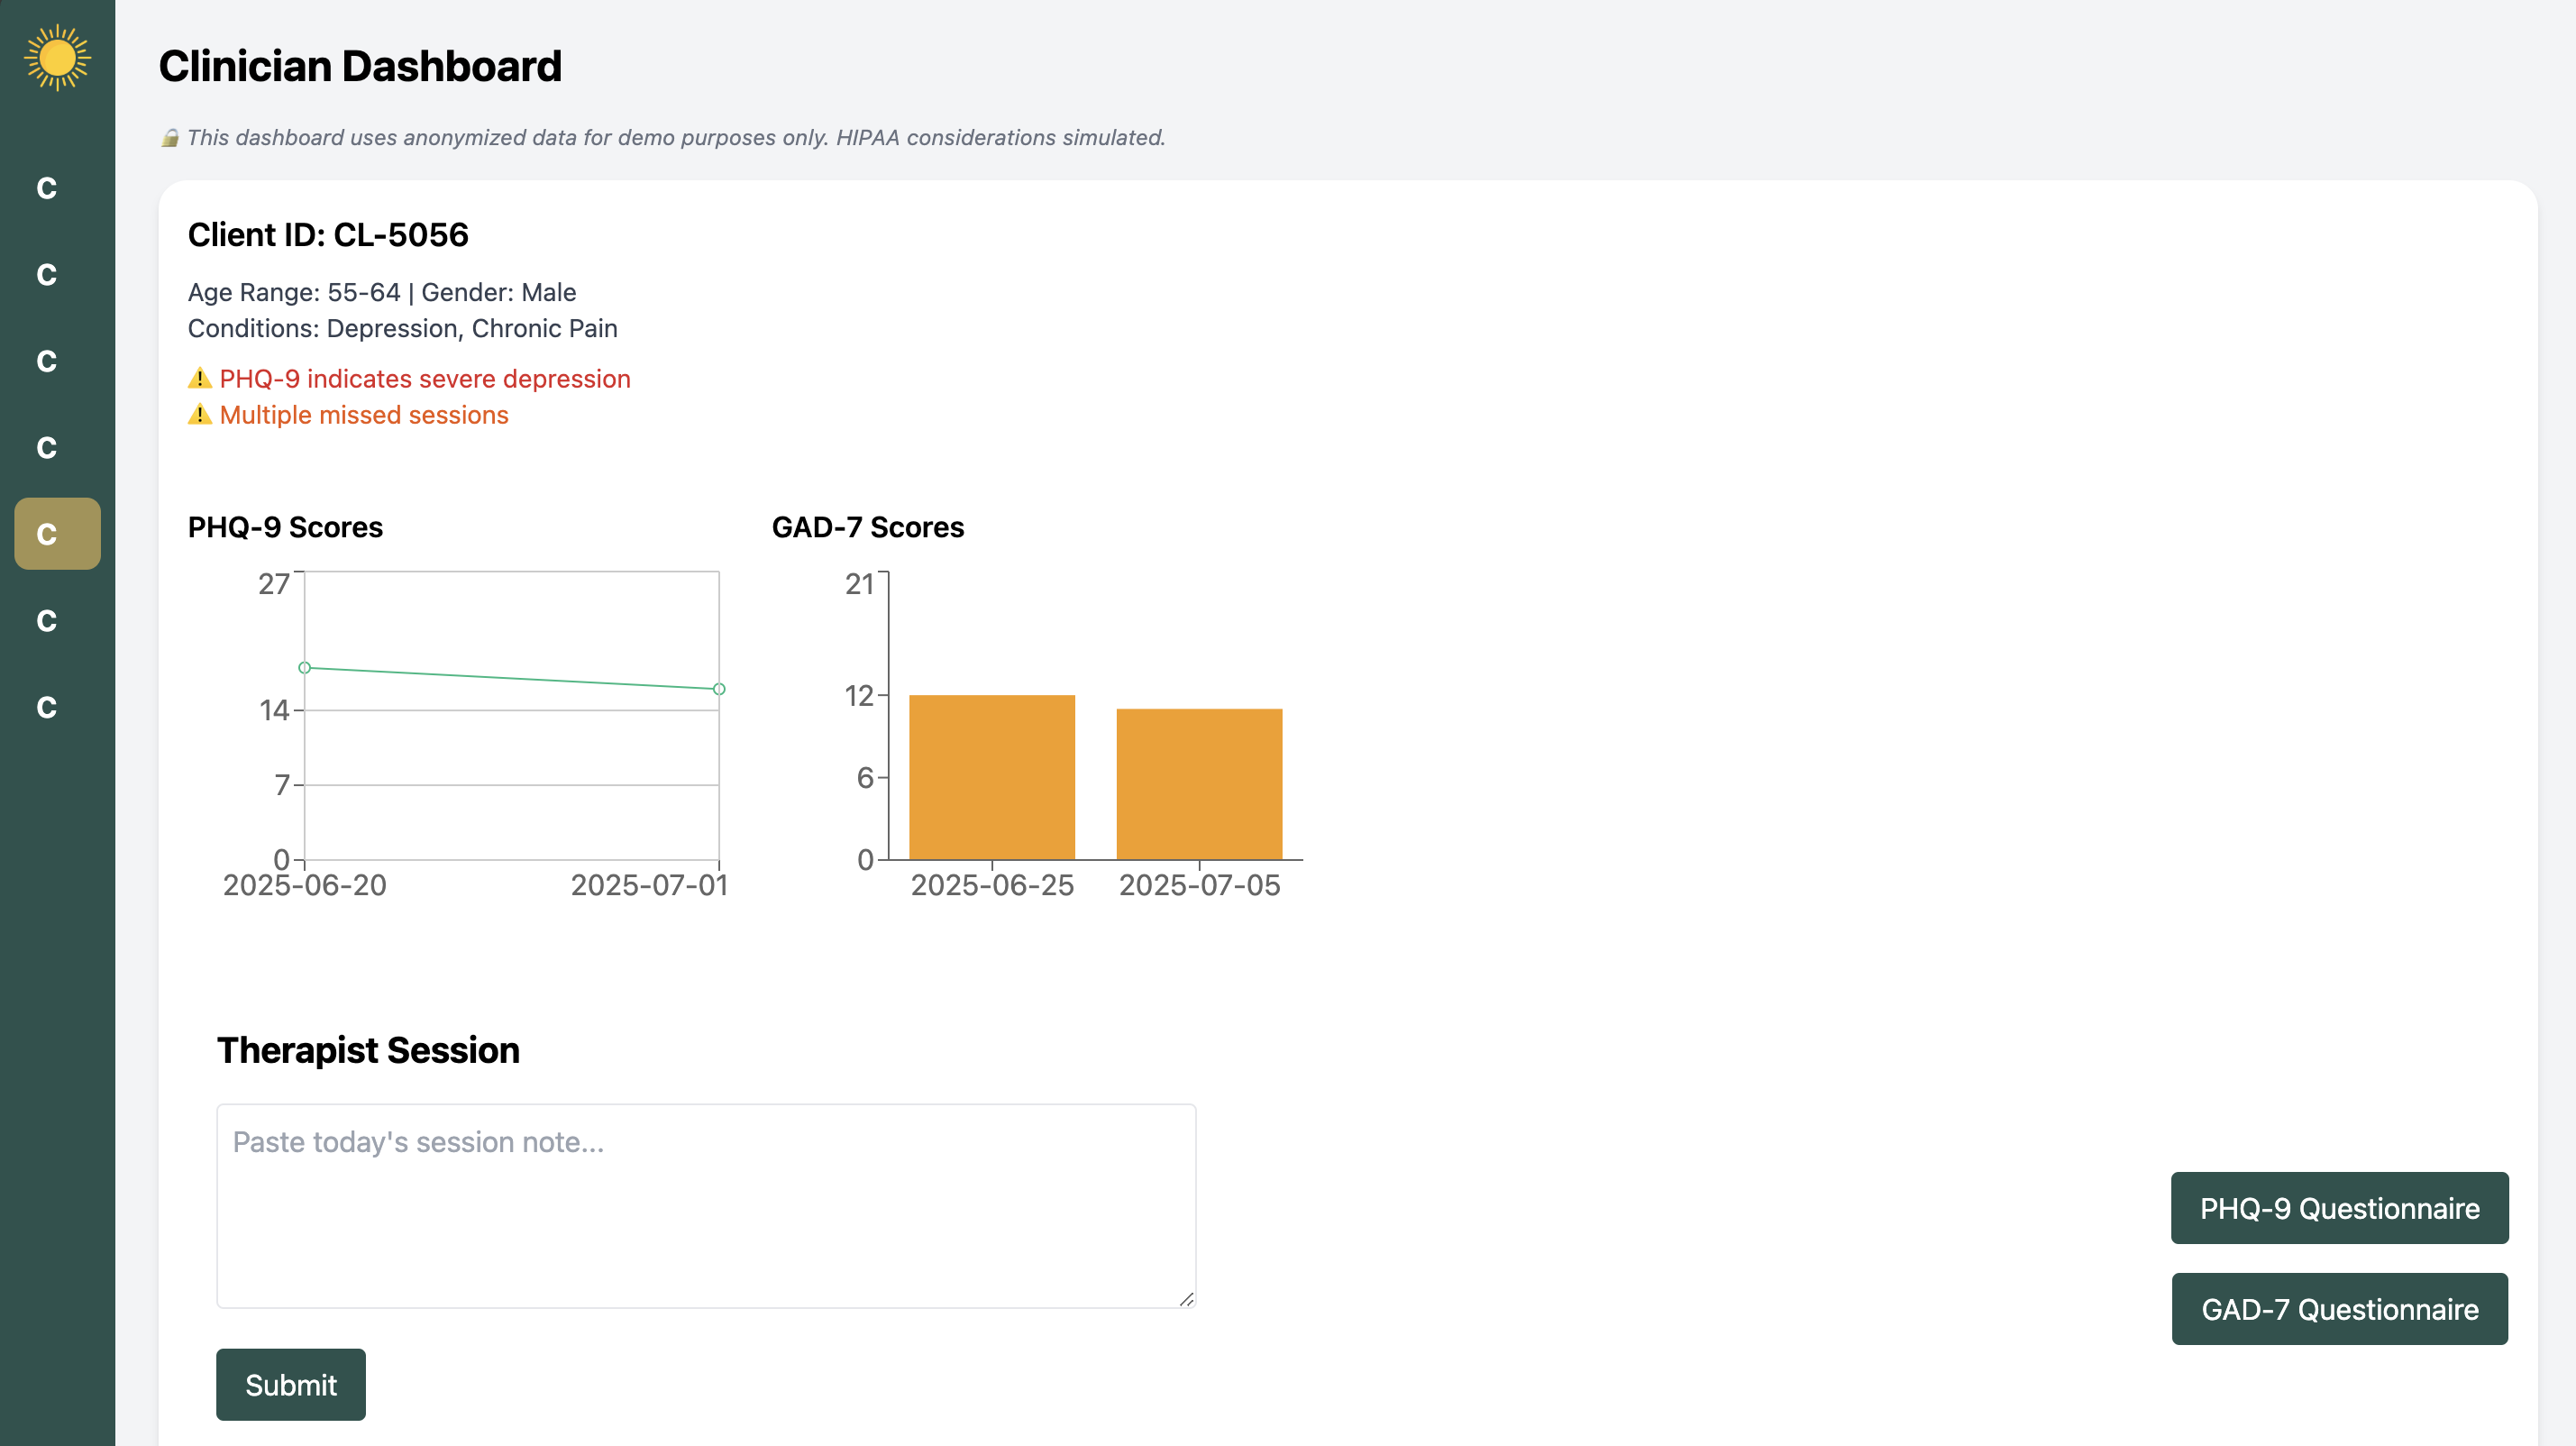 Clinician Dashboard
🔒 This dashboard uses anonymized data for demo purposes only. HIPAA considerations simulated.
C
C
C
C
C
C
C
Client ID: CL-5056
Age Range: 55-64 | Gender: Male
Conditions: Depression, Chronic Pain
⚠️ PHQ-9 indicates severe depression
⚠️ Multiple missed sessions
PHQ-9 Scores
27
14
7
0
2025-06-20 2025-07-01
GAD-7 Scores
21
12
6
0
2025-06-25 2025-07-05
Therapist Session
Paste today's session note...
Submit
PHQ-9 Questionnaire
GAD-7 Questionnaire